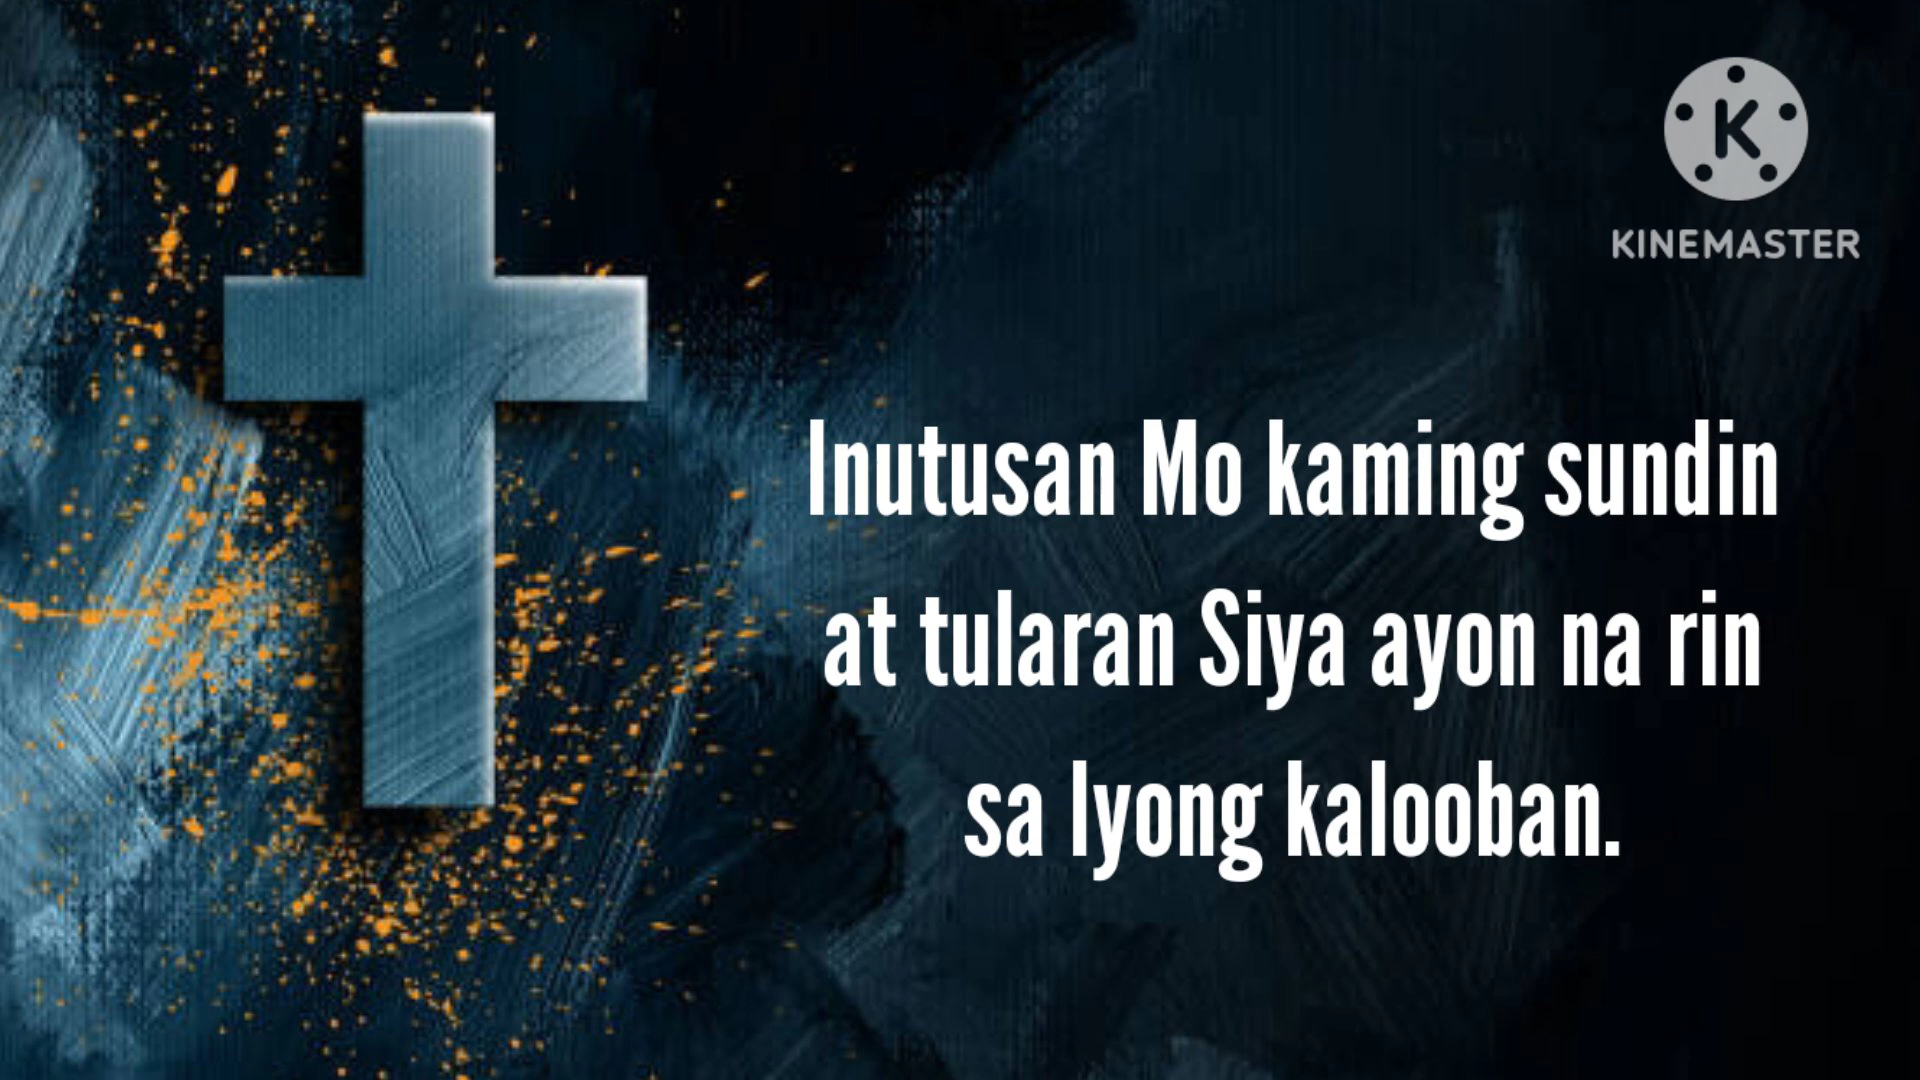 KINEMASTER
Inutusan Mo kaming sundin
at tularan Siya ayon na rin
sa Iyong kalooban.